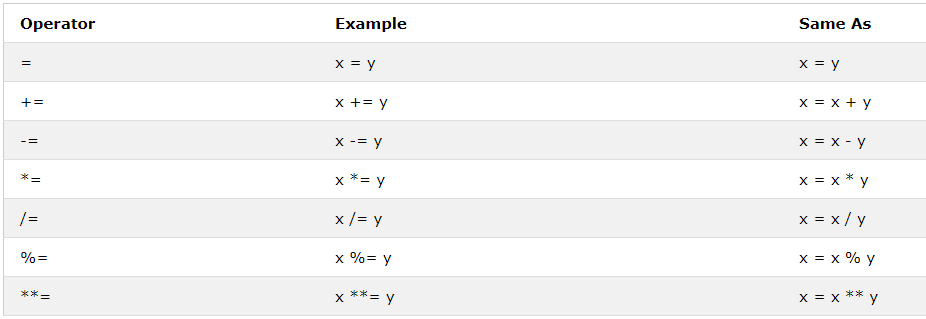 Operator Example Same As
= x = y x = y
+= x += y x = x + y
-= x -= y x = x - y
*= x *= y x = x * y
/= x /= y x = x / y
%= x %= y x = x % y
**= x **= y x = x ** y